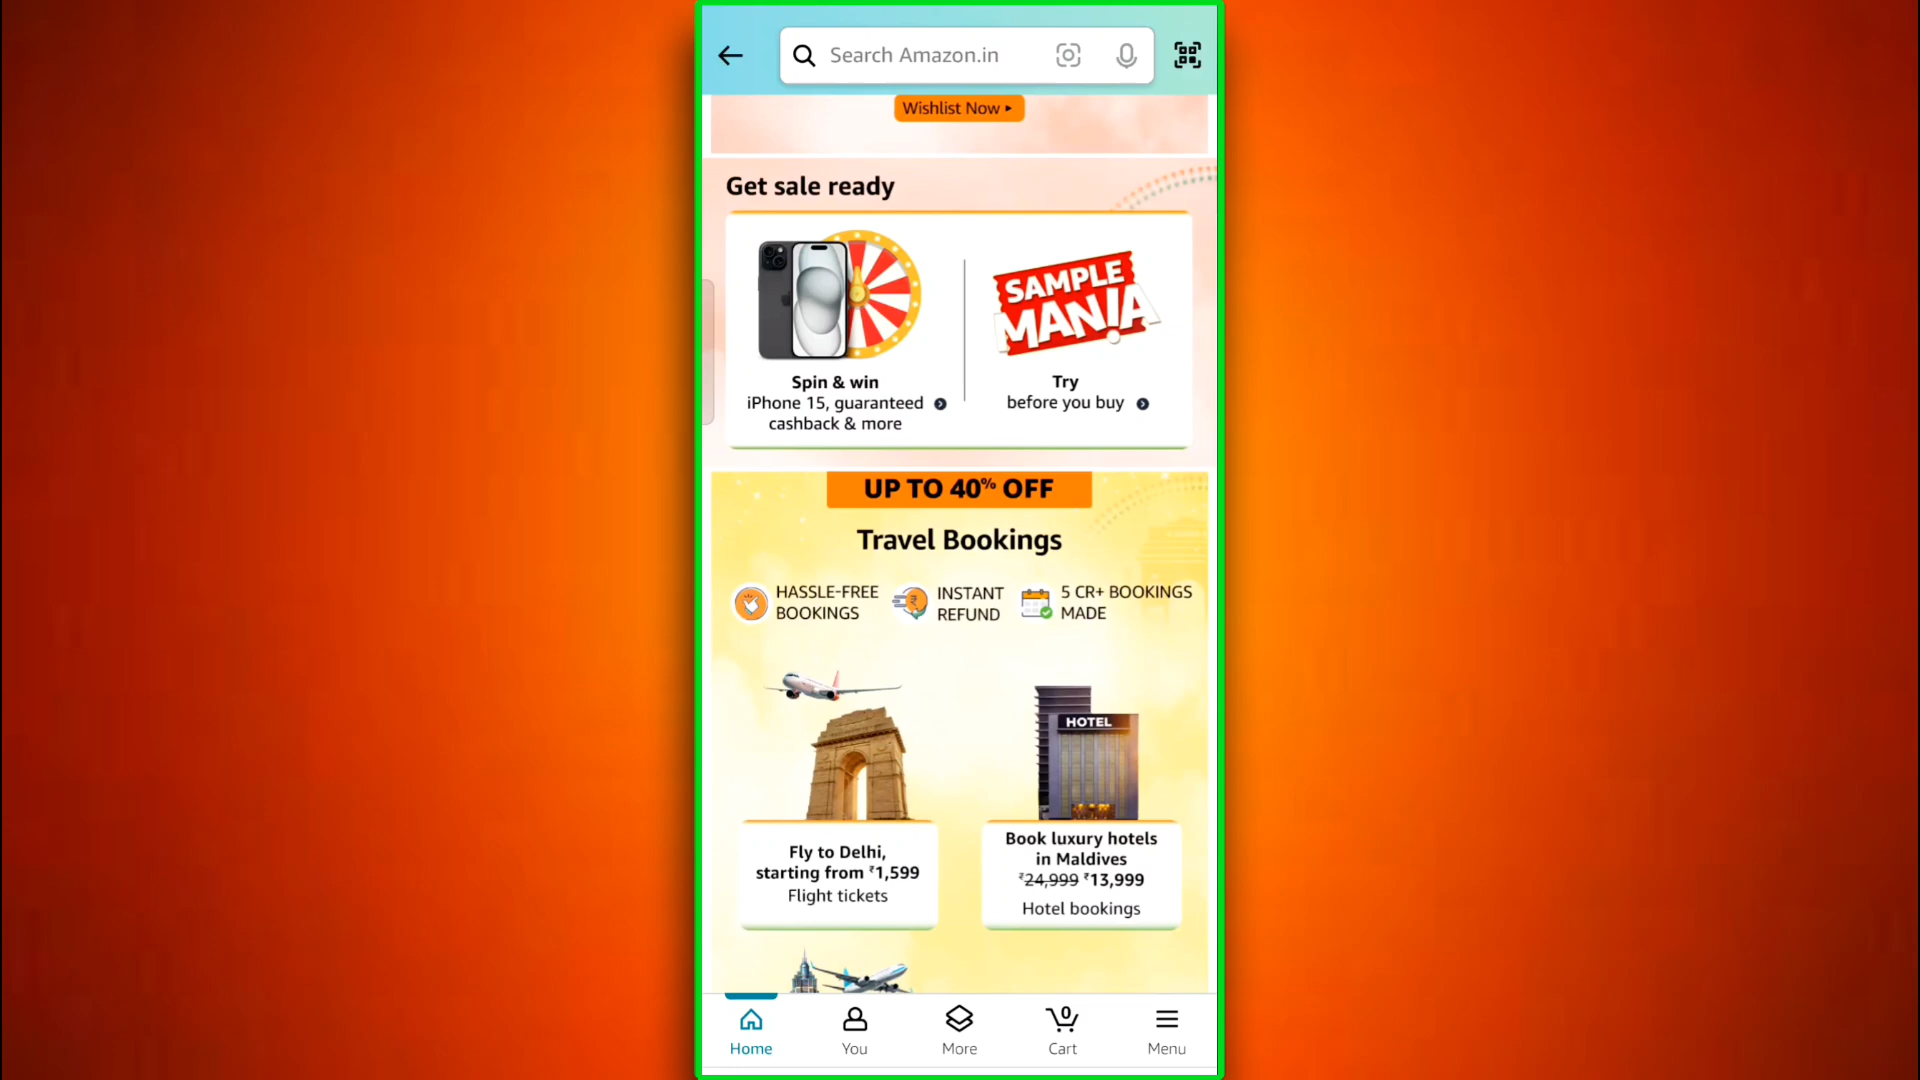 Search Amazon.in
Wishlist Now
Get sale ready
SAMPLE
MANIA
Spin & win
iPhone 15, guaranteed
cashback & more
Try
before you buy
UP TO 40% OFF
Travel Bookings
HASSLE-FREE
BOOKINGS
INSTANT
REFUND
5 CR+ BOOKINGS
MADE
HOTEL
Fly to Delhi,
starting from ₹1,599
Flight tickets
Book luxury hotels
in Maldives
₹24,999 ₹13,999
Hotel bookings
0
Home
You
More
Cart
Menu